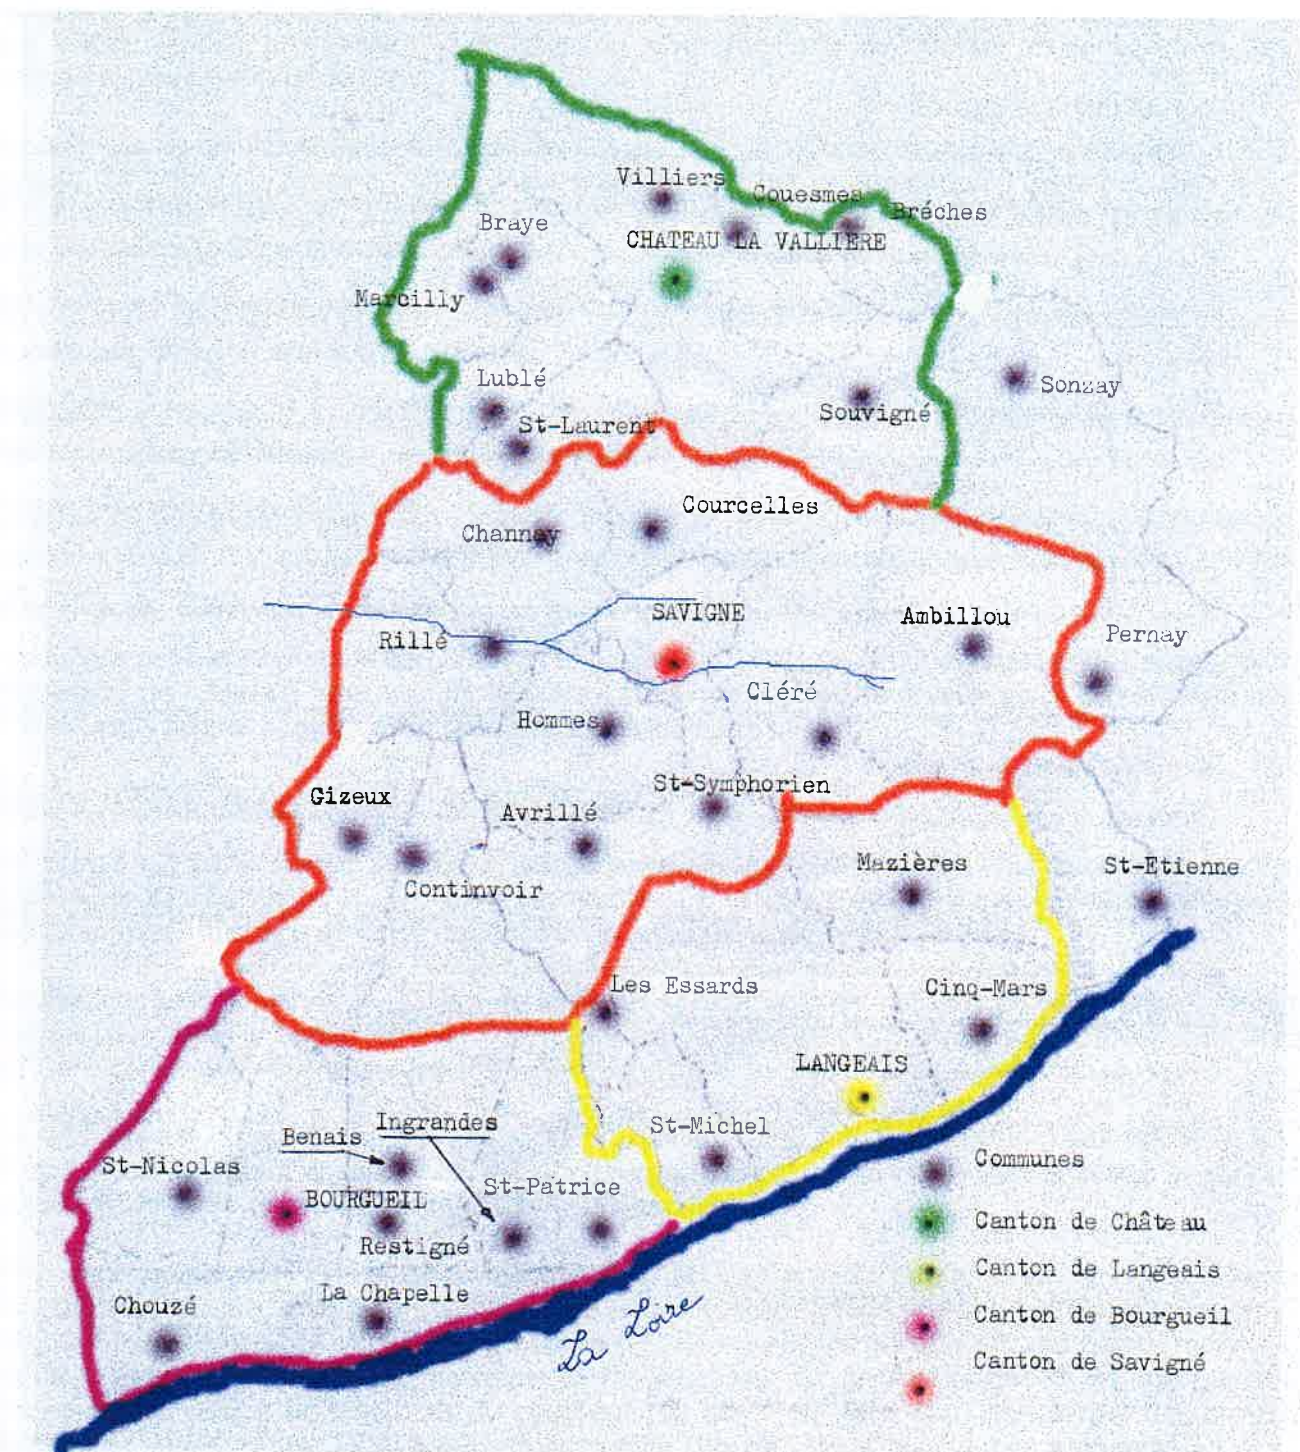 Villiers
Couesmes
Bréches
Braye
CHATEAU LA VALLIERE
Marcilly
Lublé
Sonzay
Souvigné
St-Laurent
Courcelles
Channay
SAVIGNE
Ambillou
Rillé
Pernay
Cléré
Hommes
St-Symphorien
Gizeux
Avrillé
Mazières
St-Etienne
Continvoir
Les Essards
Cinq-Mars
LANGEAIS
Ingrandes
Benais
St-Michel
St-Nicolas
St-Patrice
BOURGUEIL
Restigné
La Chapelle
Chouzé
La Loire
Communes
Canton de Château
Canton de Langeais
Canton de Bourgueil
Canton de Savigné